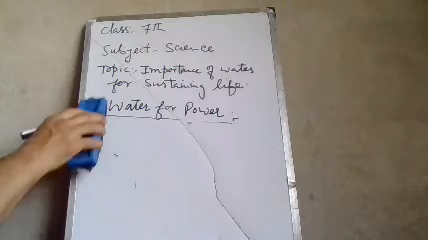 Class:- 7th
Subject:- Science
Topic:- Importance of water
for sustaining life.
Water for Power